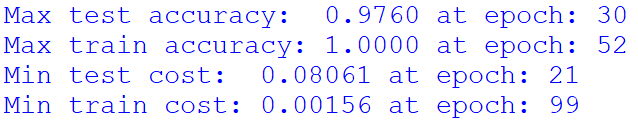 Max test accuracy:  0.9760 at epoch: 30
Max train accuracy: 1.0000 at epoch: 52
Min test cost:  0.08061 at epoch: 21
Min train cost: 0.00156 at epoch: 99